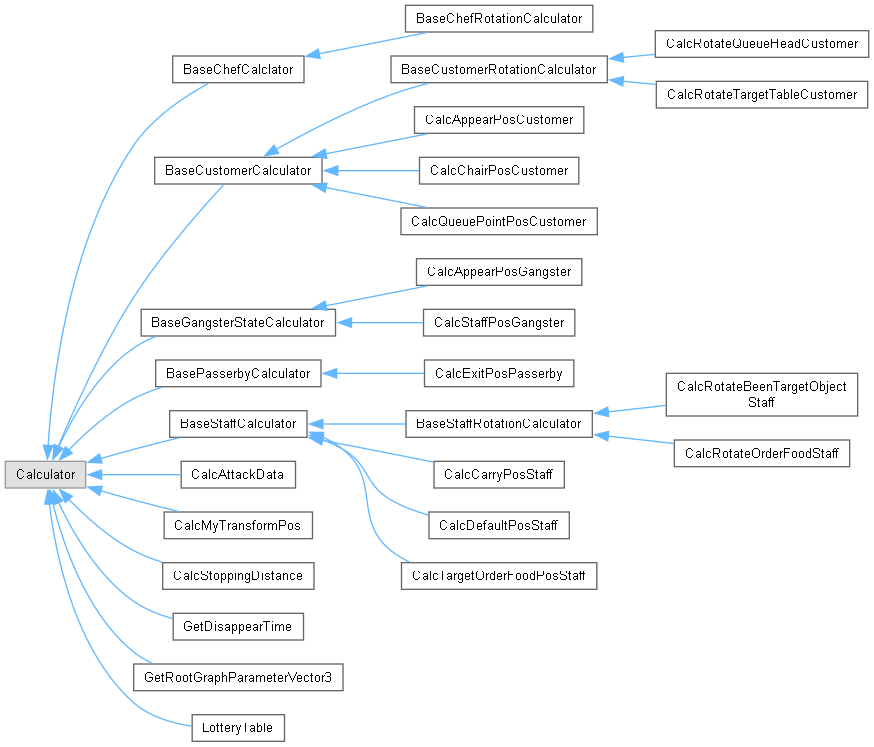 BaseChefRotationCalculator
CalcRotateQueueHeadCustomer
BaseChefCalclator
BaseCustomerRotationCalculator
CalcRotateTargetTableCustomer
CalcAppearPosCustomer
BaseCustomerCalculator
CalcChairPosCustomer
CalcQueuePointPosCustomer
CalcAppearPosGangster
BaseGangsterStateCalculator
CalcStaffPosGangster
BasePasserbyCalculator
CalcExitPosPasserby
CalcRotateBeenTargetObject
Staff
BaseStaffCalculator
BaseStaffRotationCalculator
CalcRotateOrderFoodStaff
Calculator
CalcAttackData
CalcCarryPosStaff
CalcMyTransformPos
CalcDefaultPosStaff
CalcStoppingDistance
CalcTargetOrderFoodPosStaff
GetDisappearTime
GetRootGraphParameterVector3
LotteryTable